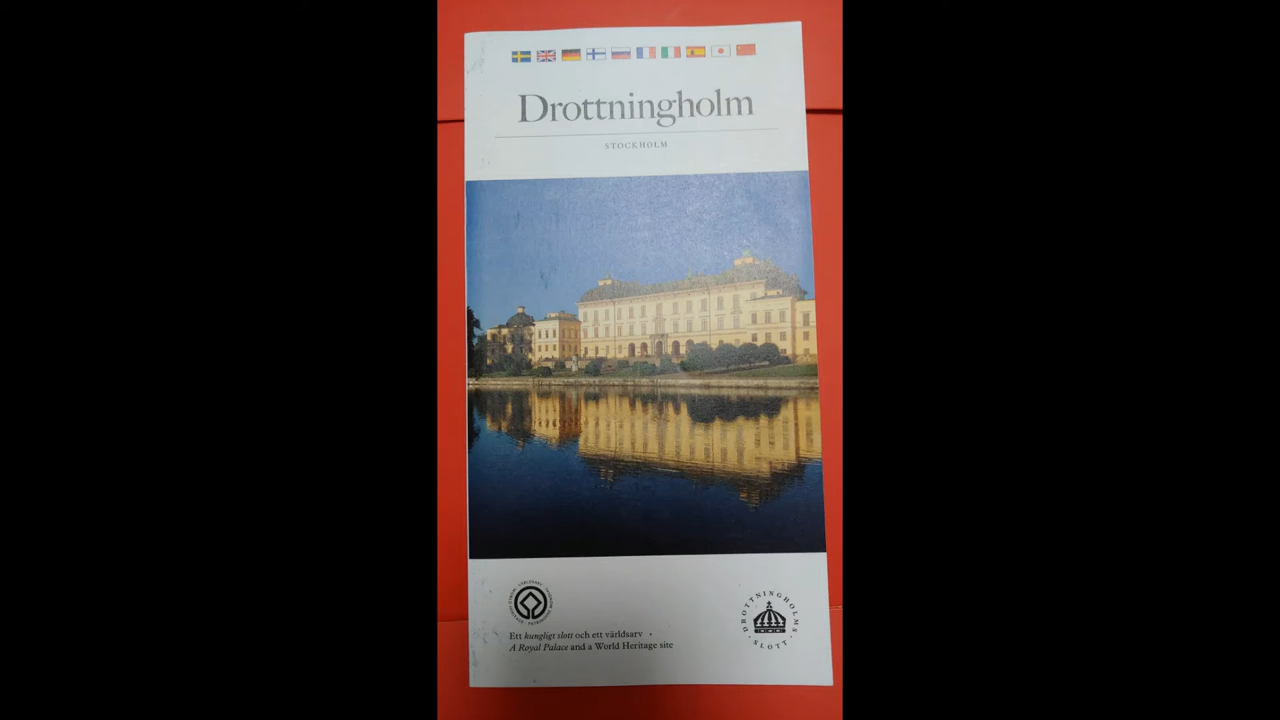 Drottningholm
STOCKHOLM
Ett kungligt slott och ett världsarv •
A Royal Palace and a World Heritage site
DROTTNINGHOLMS
• SLOTT •